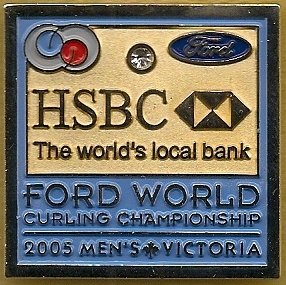 Ford
HSBC
The world's local bank
FORD WORLD
CURLING CHAMPIONSHIP
2005 MEN'S VICTORIA